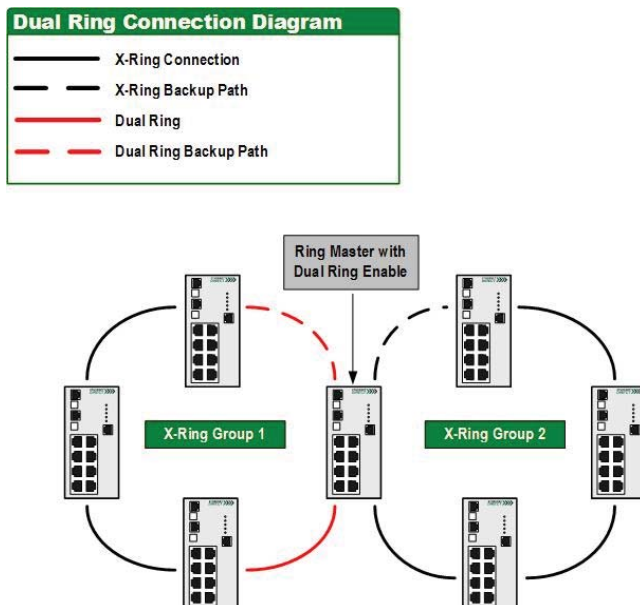 Dual Ring Connection Diagram
X-Ring Connection
X-Ring Backup Path
Dual Ring
Dual Ring Backup Path
Ring Master with
Dual Ring Enable
X-Ring Group 1
X-Ring Group 2